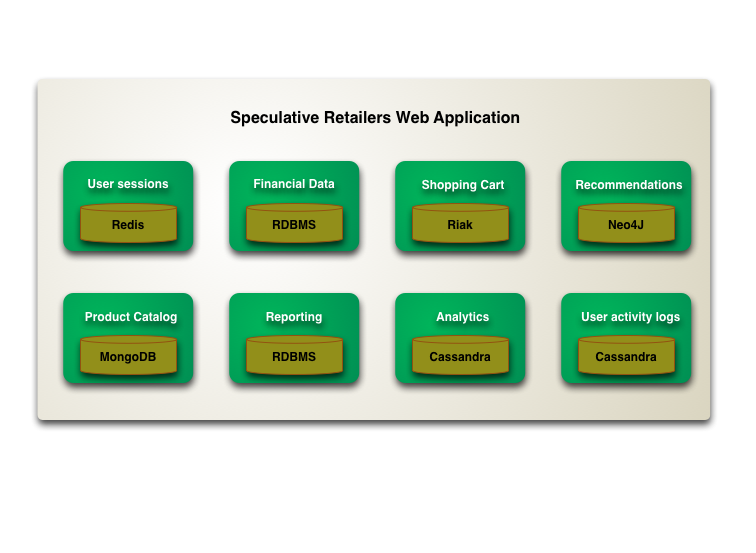 Speculative Retailers Web Application
User sessions
Redis
Financial Data
RDBMS
Shopping Cart
Riak
Recommendations
Neo4J
Product Catalog
MongoDB
Reporting
RDBMS
Analytics
Cassandra
User activity logs
Cassandra